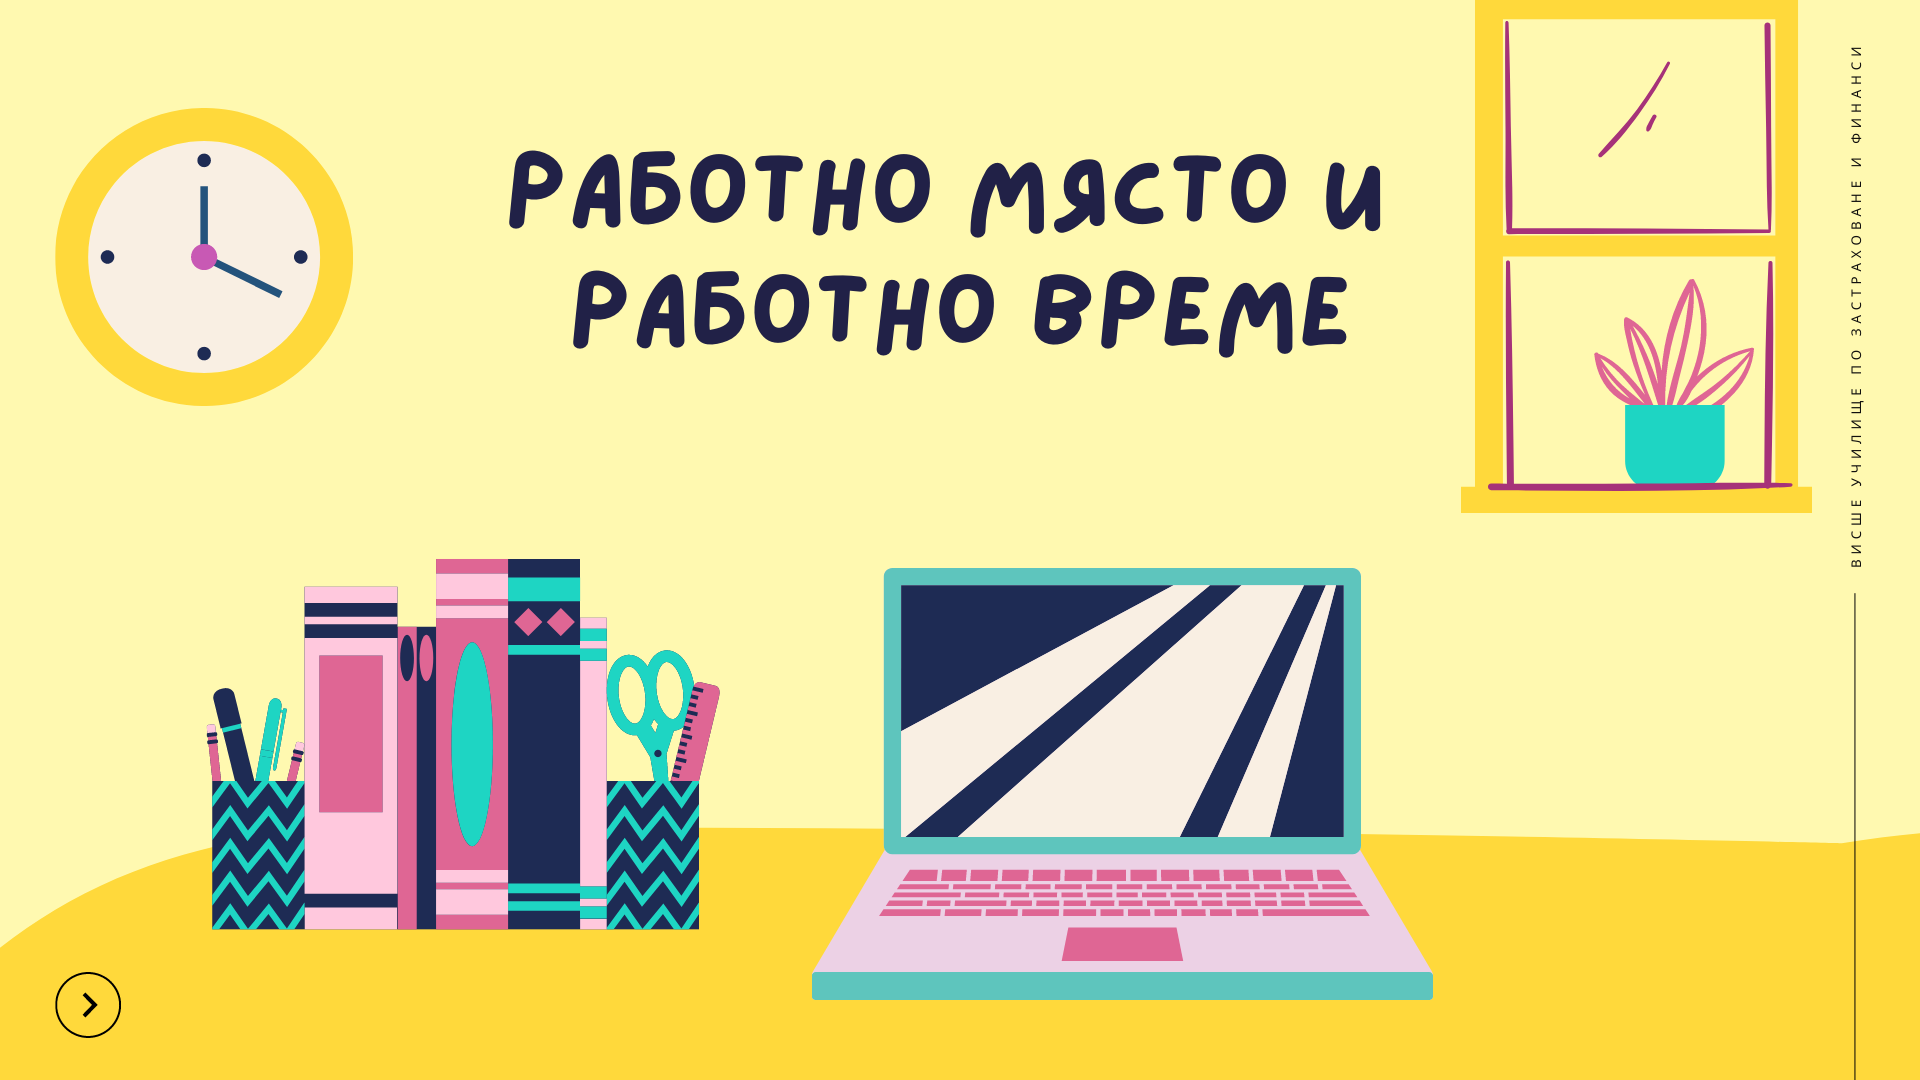 РАБОТНО МЯСТО И
РАБОТНО ВРЕМЕ
ВИСШЕ УЧИЛИЩЕ ПО ЗАСТРАХОВАНЕ И ФИНАНСИ